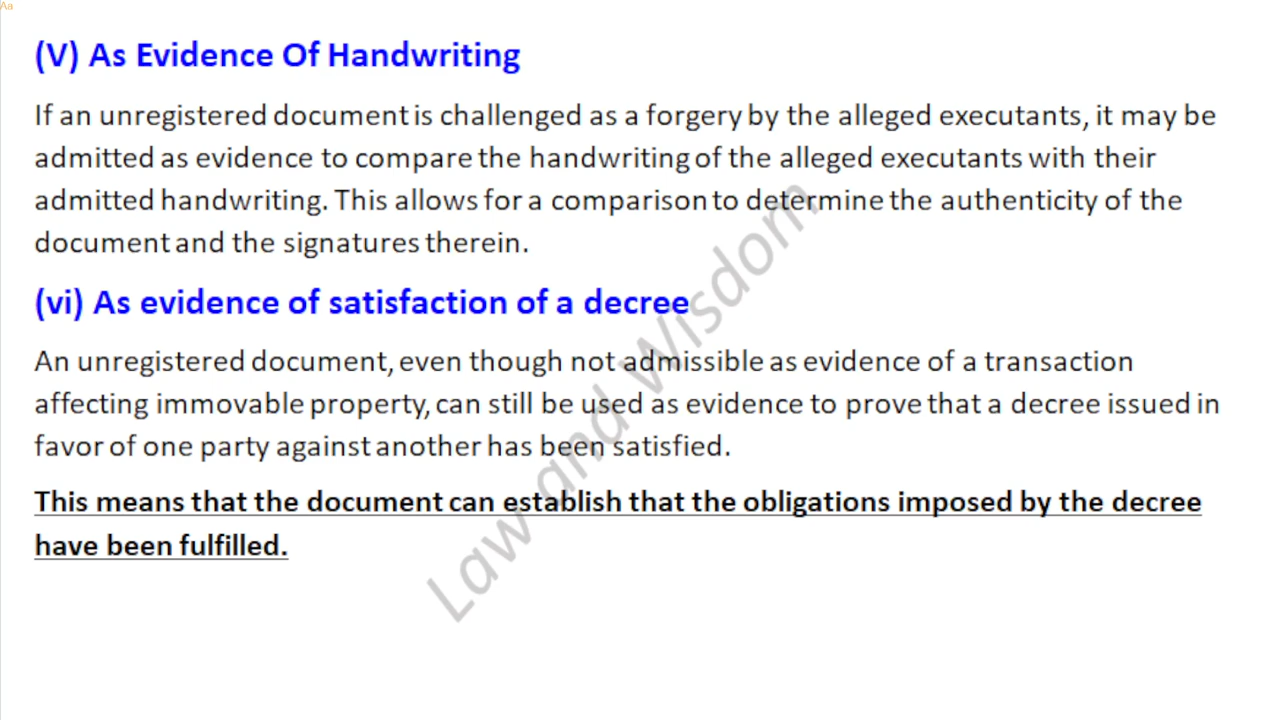 Aa
(V) As Evidence Of Handwriting
If an unregistered document is challenged as a forgery by the alleged executants, it may be
admitted as evidence to compare the handwriting of the alleged executants with their
admitted handwriting. This allows for a comparison to determine the authenticity of the
document and the signatures therein.
(vi) As evidence of satisfaction of a decree
An unregistered document, even though not admissible as evidence of a transaction
affecting immovable property, can still be used as evidence to prove that a decree issued in
favor of one party against another has been satisfied.
This means that the document can establish that the obligations imposed by the decree
have been fulfilled.
Law and Wisdom